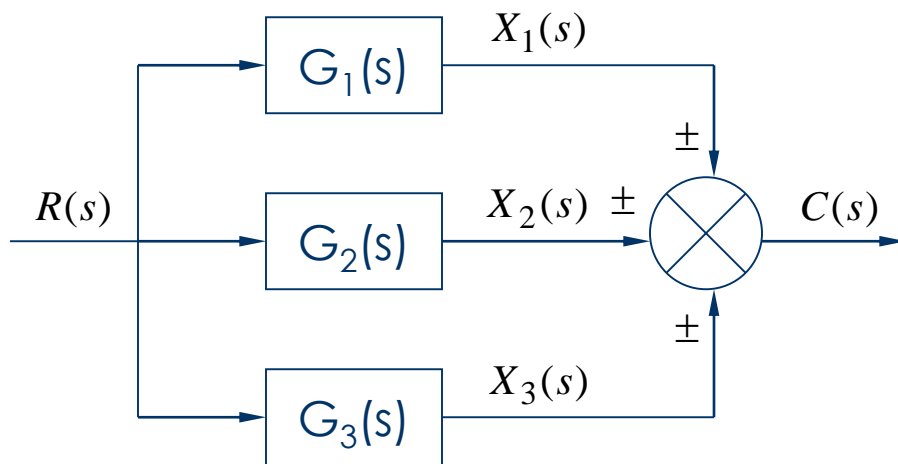 X₁(s)
G₁(s)
±
R(s)
G₂(s)
X₂(s) ±
C(s)
±
X₃(s)
G₃(s)